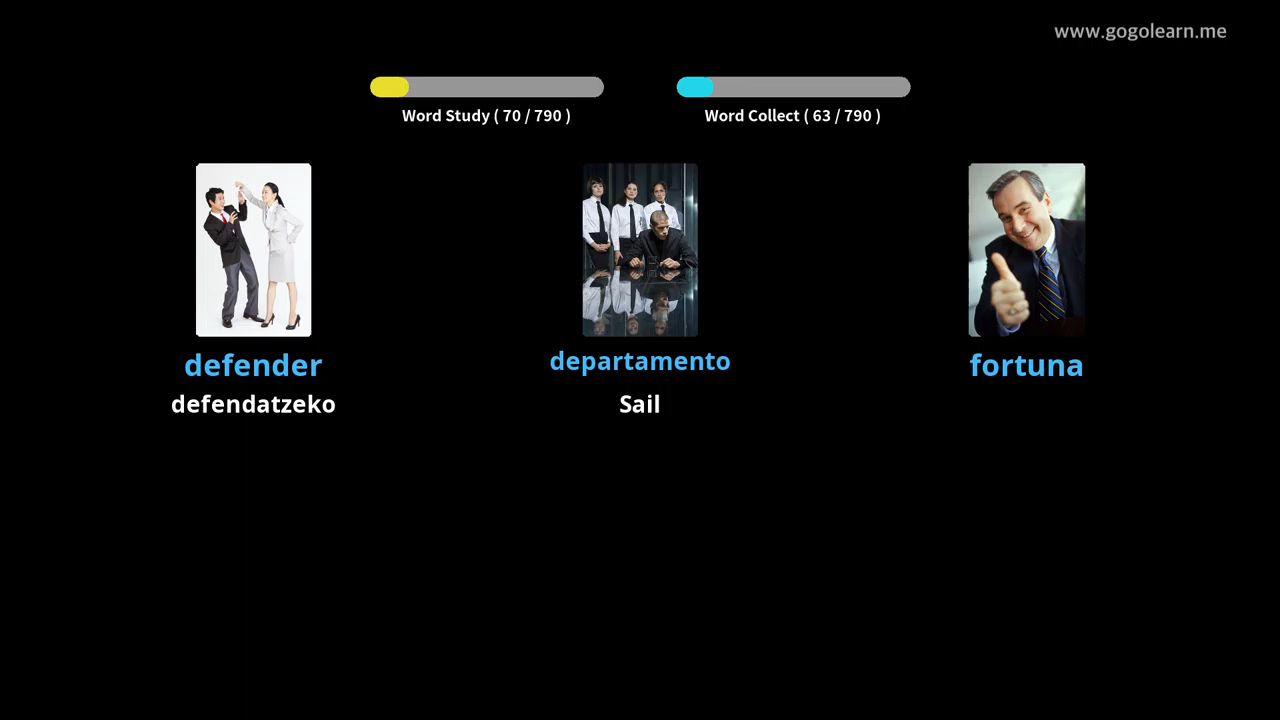 www.gogolearn.me
Word Study ( 70 / 790 )
Word Collect ( 63 / 790 )
defender
departamento
fortuna
defendatzeko
Sail